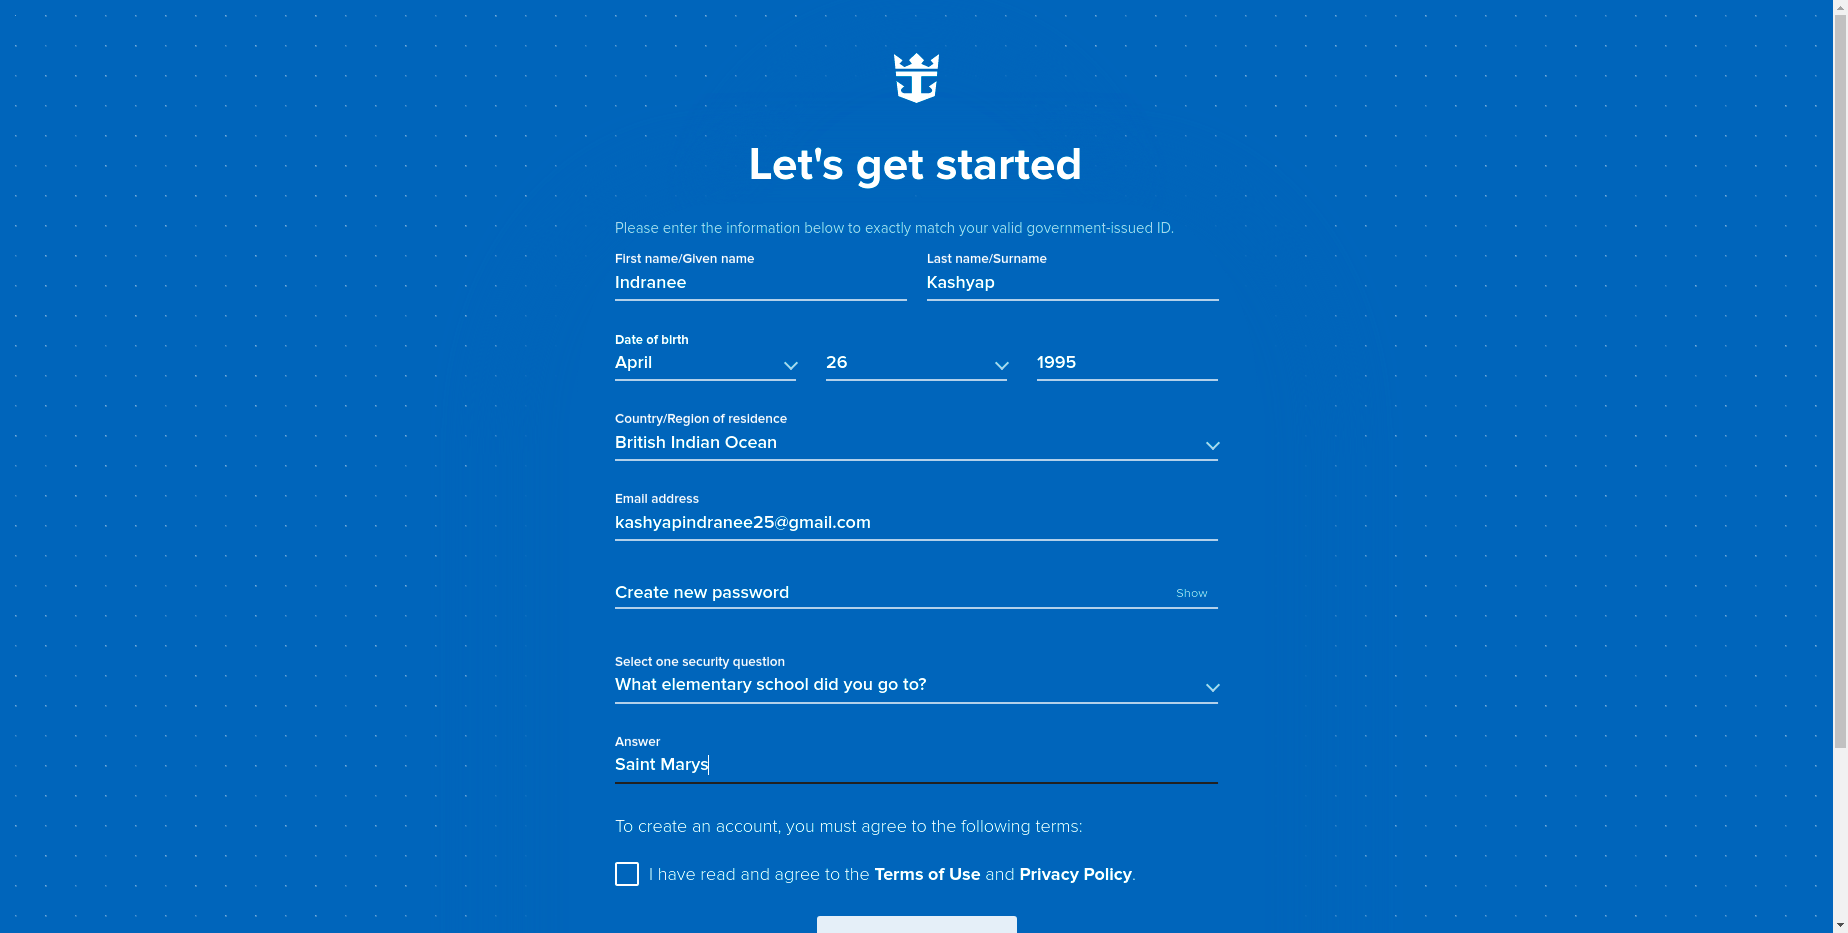 Let's get started
Please enter the information below to exactly match your valid government-issued ID.
First name/Given name
Indranee
Last name/Surname
Kashyap
Date of birth
April
26
1995
Country/Region of residence
British Indian Ocean
Email address
kashyapindranee25@gmail.com
Create new password
Show
Select one security question
What elementary school did you go to?
Answer
Saint Marys
To create an account, you must agree to the following terms:
I have read and agree to the Terms of Use and Privacy Policy.